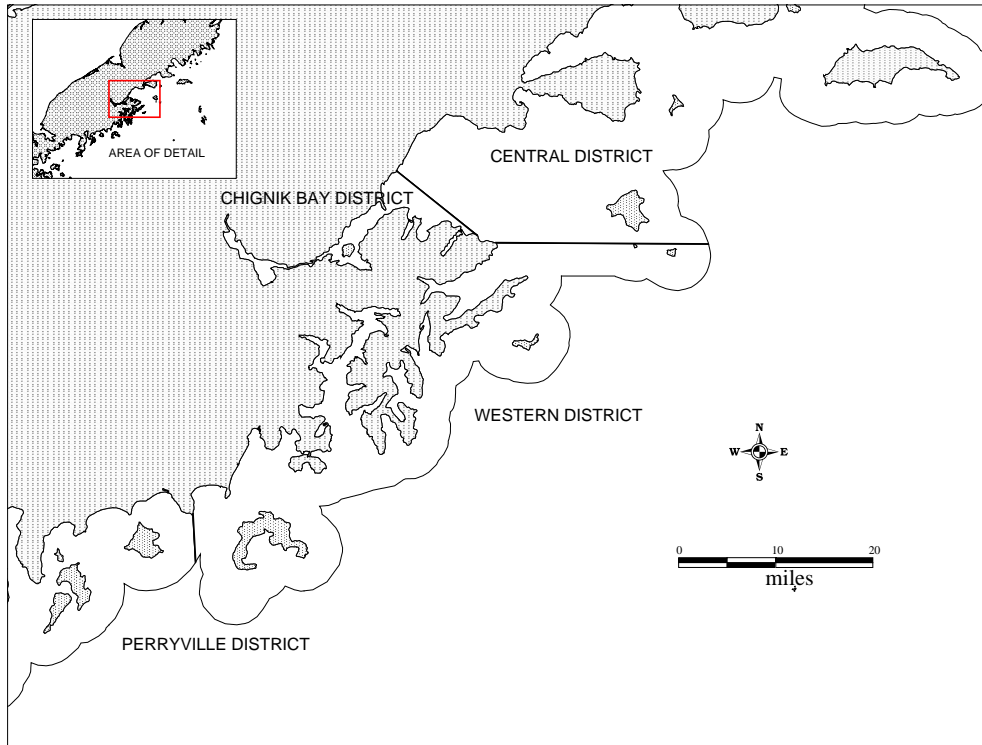 AREA OF DETAIL
CENTRAL DISTRICT
CHIGNIK BAY DISTRICT
WESTERN DISTRICT
N
W E
S
0 10 20
miles
PERRYVILLE DISTRICT